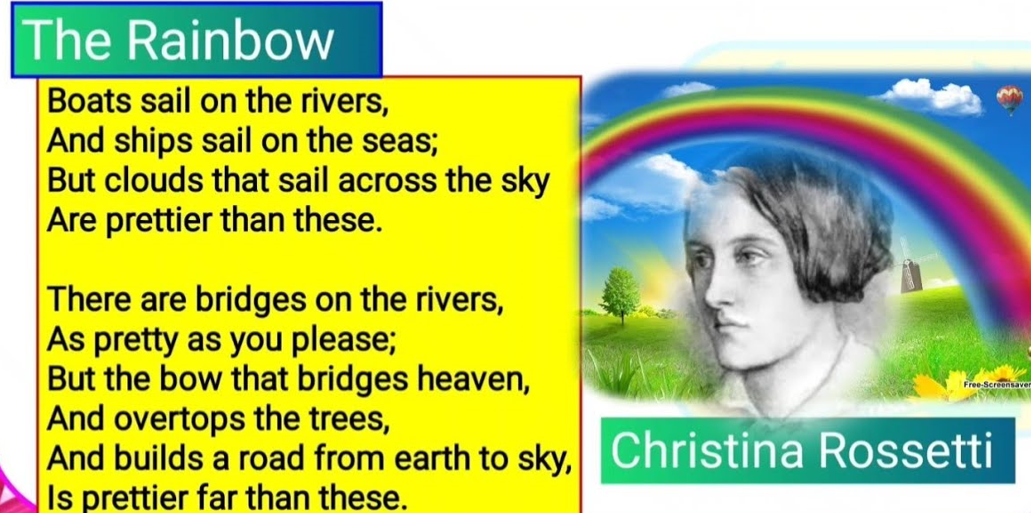 The Rainbow
Boats sail on the rivers,
And ships sail on the seas;
But clouds that sail across the sky
Are prettier than these.
There are bridges on the rivers,
As pretty as you please;
But the bow that bridges heaven,
And overtops the trees,
And builds a road from earth to sky,
Is prettier far than these.
Free-Screensaver
Christina Rossetti